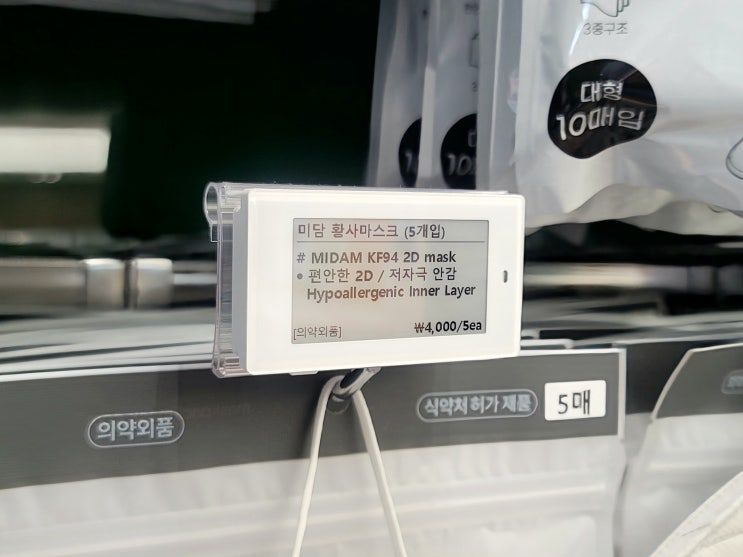 3중구조
대형
10매입
미담 황사마스크 (5개입)
# MIDAM KF94 2D mask
• 편안한 2D / 저자극 안감
Hypoallergenic Inner Layer
[의약외품]
₩4,000/5ea
의약외품
식약처 허가 제품
5매